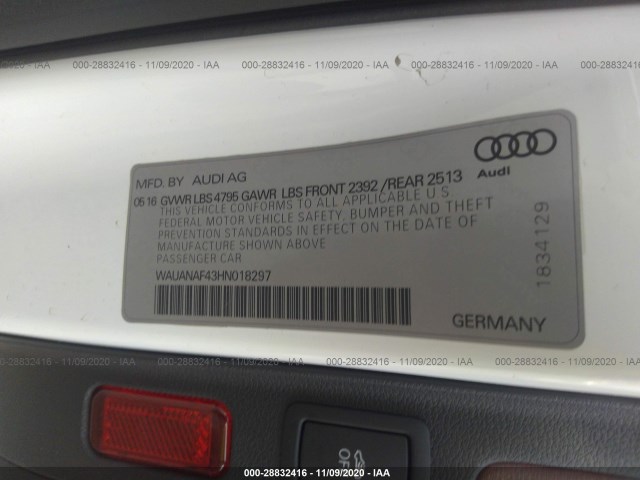 000-28832416 - 11/09/2020 - IAA
000-28832416 - 11/09/2020 - IAA
000-28832416 - 11/09/2020 - IAA
MFD. BY AUDI AG
Audi
05 16 GVWR LBS 4795 GAWR LBS FRONT 2392 /REAR 2513
THIS VEHICLE CONFORMS TO ALL APPLICABLE U S
FEDERAL MOTOR VEHICLE SAFETY, BUMPER AND THEFT
PREVENTION STANDARDS IN EFFECT ON THE DATE OF
MANUFACTURE SHOWN ABOVE
PASSENGER CAR
WAUANAF43HN018297
1834129
GERMANY
000-28832416 - 11/09/2020 - IAA
000-28832416 - 11/09/2020 - IAA
OF
000-28832416 - 11/09/2020 - IAA